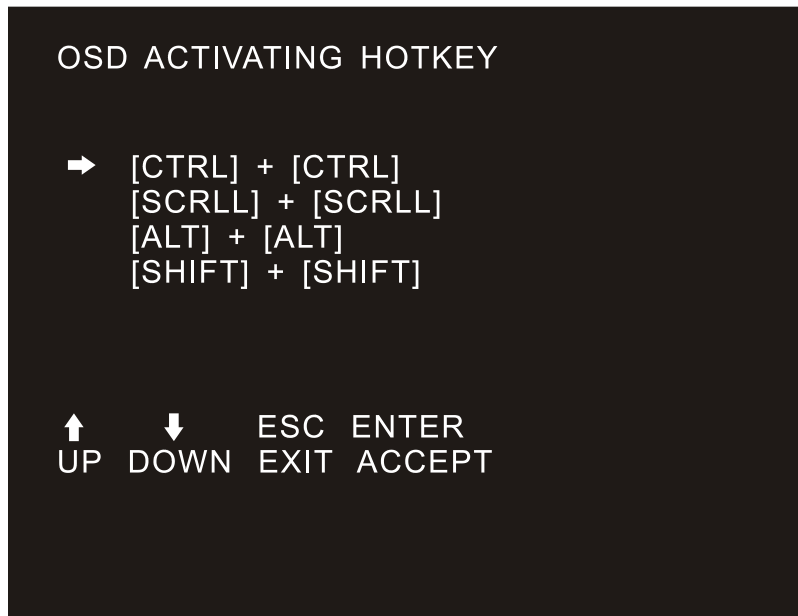 OSD ACTIVATING HOTKEY
➡ [CTRL] + [CTRL]
[SCRLL] + [SCRLL]
[ALT] + [ALT]
[SHIFT] + [SHIFT]
⬆ ⬇ ESC ENTER
UP DOWN EXIT ACCEPT